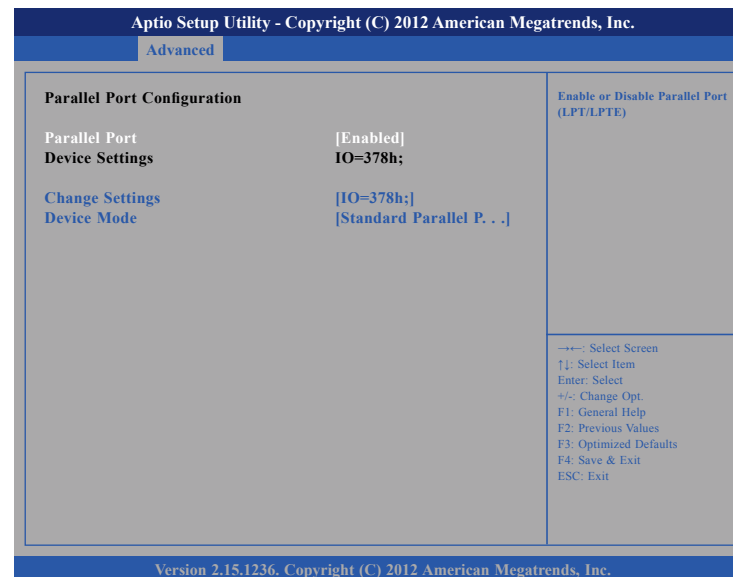 Aptio Setup Utility - Copyright (C) 2012 American Megatrends, Inc.
Advanced
Parallel Port Configuration
Parallel Port [Enabled]
Device Settings IO=378h;
Change Settings [IO=378h;]
Device Mode [Standard Parallel P. . .]
Enable or Disable Parallel Port
(LPT/LPTE)
→←: Select Screen
↑↓: Select Item
Enter: Select
+/-: Change Opt.
F1: General Help
F2: Previous Values
F3: Optimized Defaults
F4: Save & Exit
ESC: Exit
Version 2.15.1236. Copyright (C) 2012 American Megatrends, Inc.